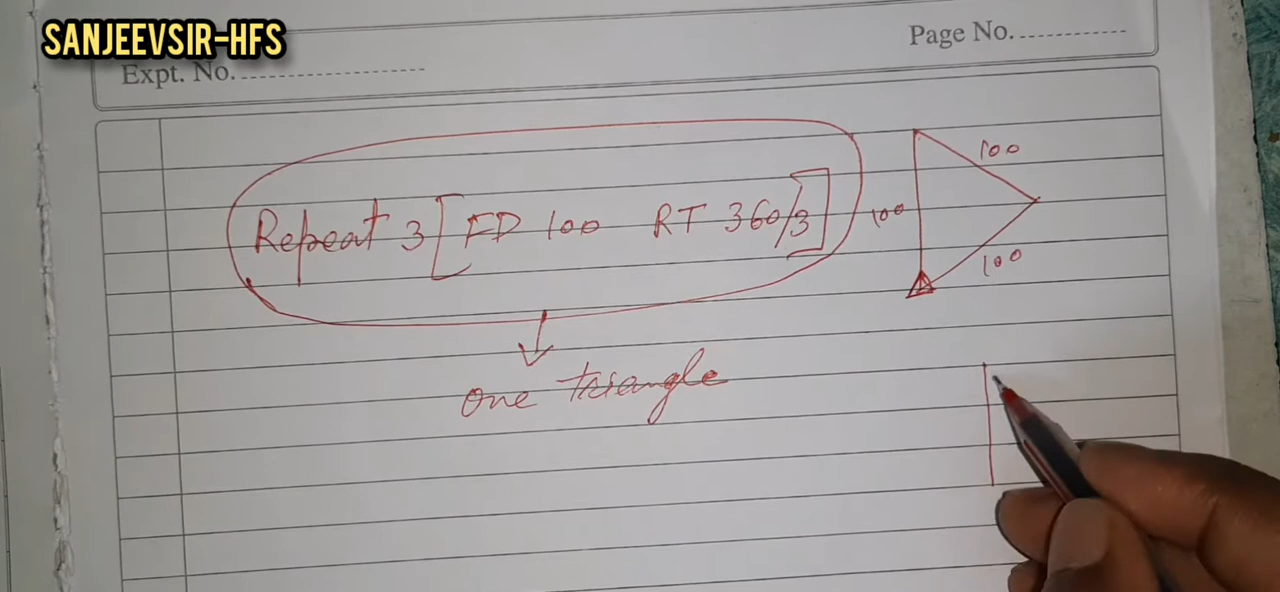 SANJEEVSIR-HFS
Page No.
Expt. No.
100
Repeat 3 [FD 100 RT 360/3]
100
100
One triangle